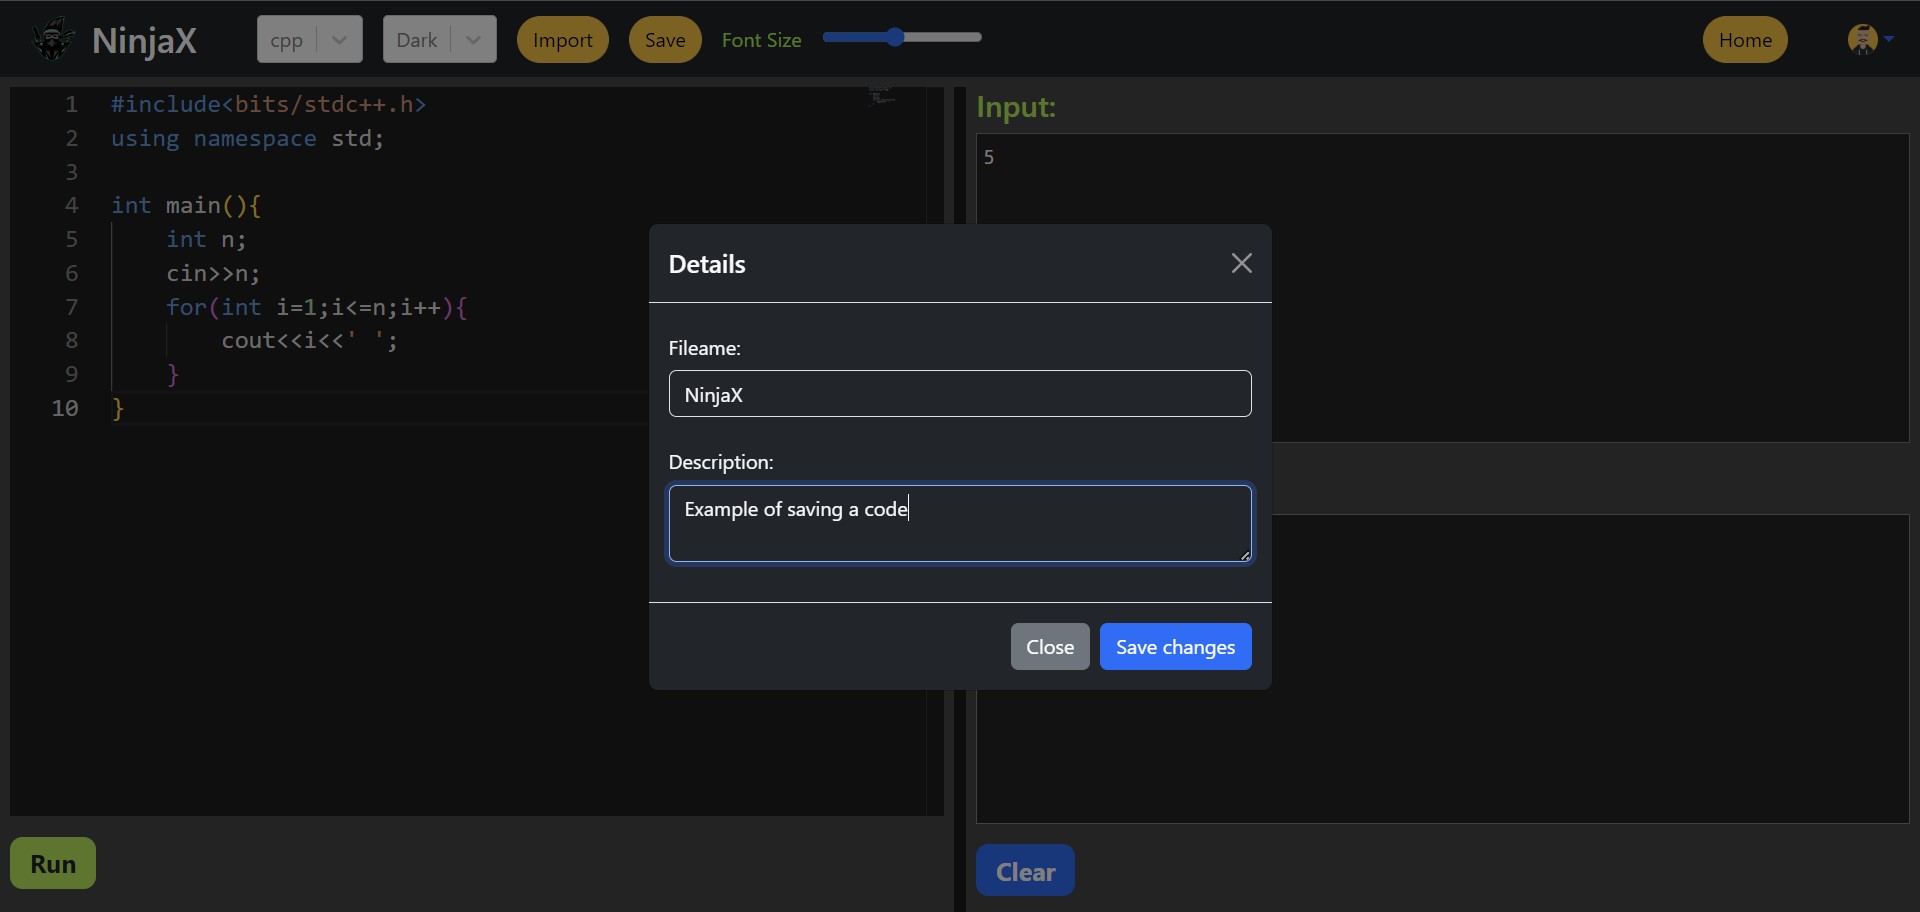 NinjaX
cpp
Dark
Import
Save
Font Size
Home
1 #include<bits/stdc++.h>
2 using namespace std;
3
4 int main(){
5 int n;
6 cin>>n;
7 for(int i=1;i<=n;i++){
8 cout<<i<<' ';
9 }
10 }
Run
Input:
5
Clear
Details
Fileame:
NinjaX
Description:
Example of saving a code
Close
Save changes